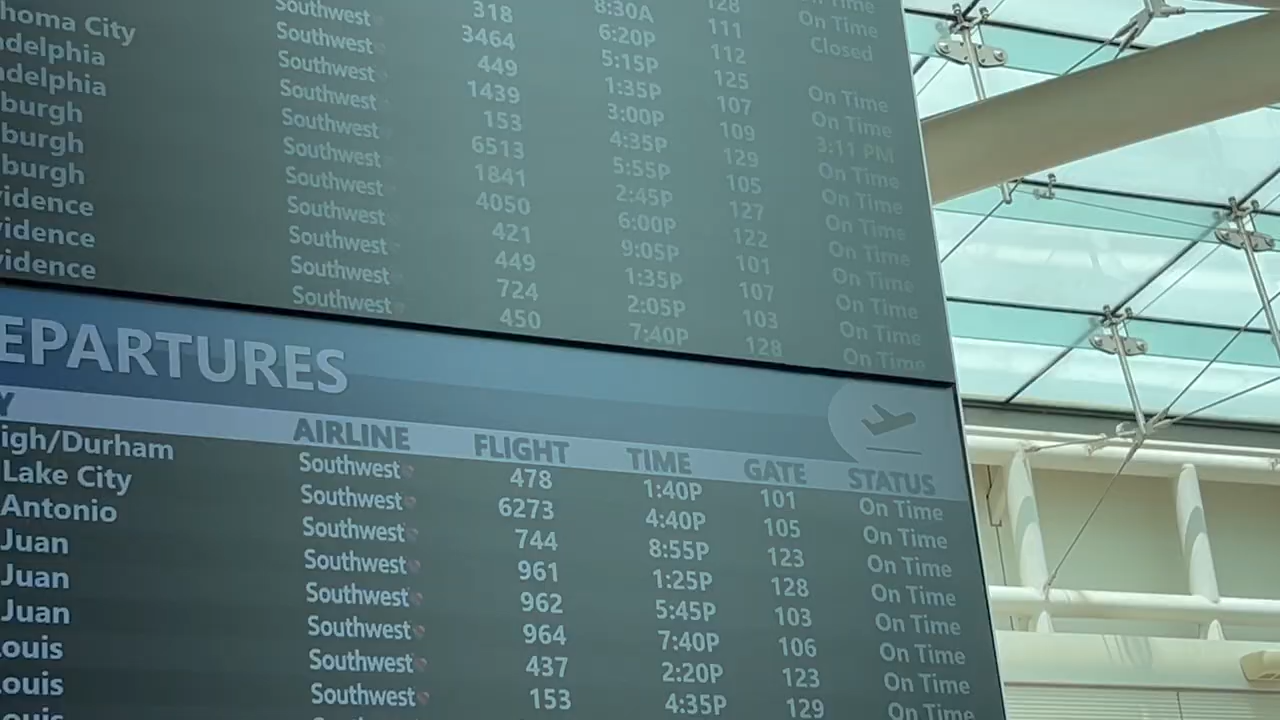 On Time
128 On Time
8:30A 111 Closed
318 6:20P 112
Southwest 3464 5:15P 125 On Time
Southwest 449 1:35P 107 On Time
homa City Southwest 1439 3:00P 109 3:11 PM
adelphia Southwest 153 4:35P 129 On Time
adelphia Southwest 6513 5:55P 105 On Time
burgh Southwest 1841 2:45P 127 On Time
burgh Southwest 4050 6:00P 122 On Time
burgh Southwest 421 9:05P 101 On Time
vidence Southwest 449 1:35P 107 On Time
vidence Southwest 724 2:05P 103 On Time
vidence Southwest 450 7:40P 128 On Time
EPARTURES
Y AIRLINE FLIGHT TIME GATE STATUS
igh/Durham Southwest 478 1:40P 101 On Time
Lake City Southwest 6273 4:40P 105 On Time
Antonio Southwest 744 8:55P 123 On Time
Juan Southwest 961 1:25P 128 On Time
Juan Southwest 962 5:45P 103 On Time
Juan Southwest 964 7:40P 106 On Time
Louis Southwest 437 2:20P 123 On Time
Louis Southwest 153 4:35P 129 On Time